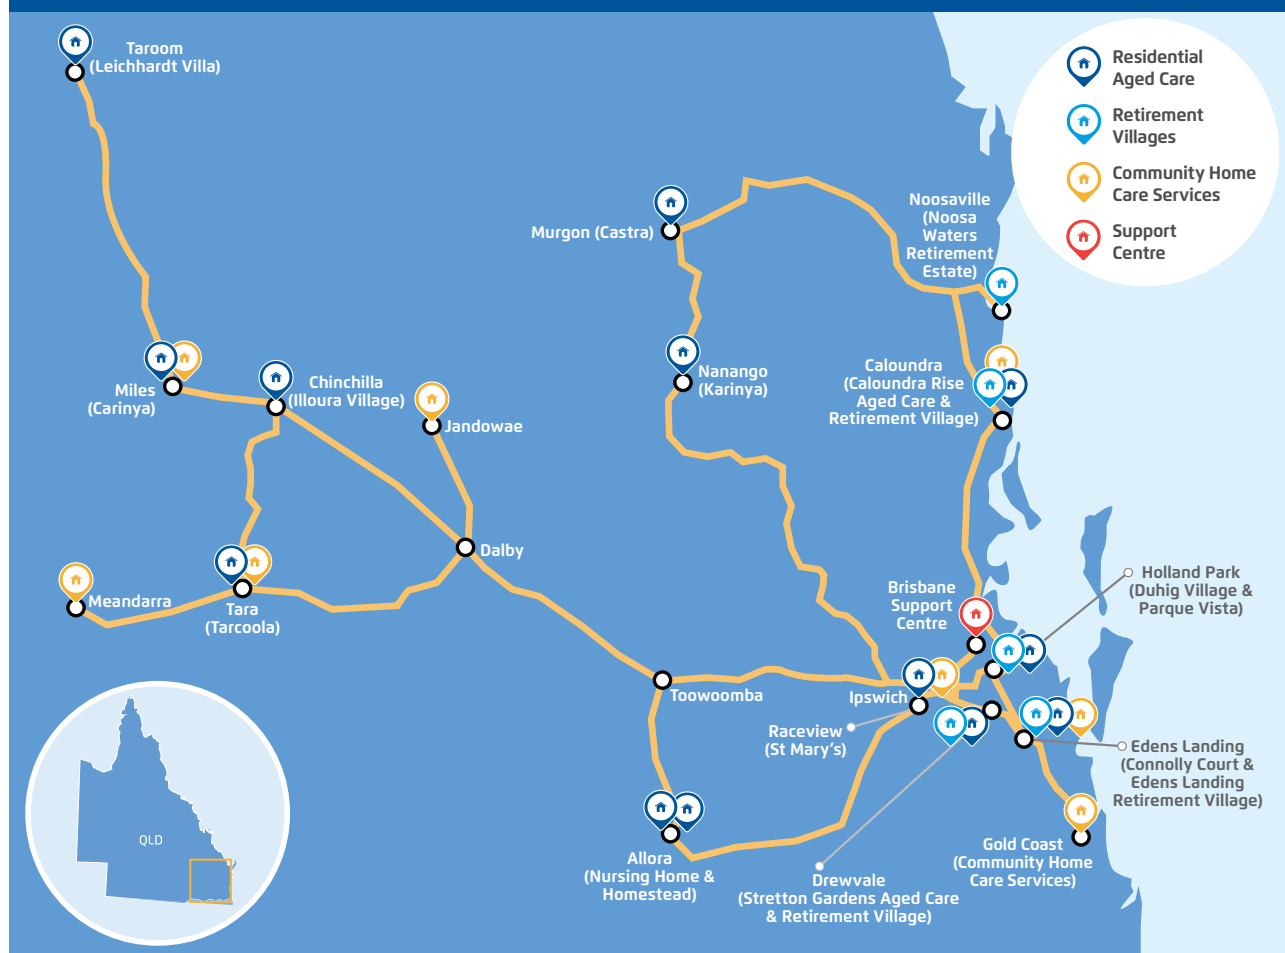 Taroom
(Leichhardt Villa)
Residential
Aged Care
Retirement
Villages
Community Home
Care Services
Support
Centre
Noosaville
(Noosa
Waters
Retirement
Estate)
Murgon (Castra)
Nanango
(Karinya)
Caloundra
(Caloundra Rise
Aged Care &
Retirement Village)
Miles
(Carinya)
Chinchilla
(Illoura Village)
Jandowae
Dalby
Meandarra
Tara
(Tarcoola)
Brisbane
Support
Centre
Holland Park
(Duhig Village &
Parque Vista)
Toowoomba
Ipswich
Raceview
(St Mary's)
Edens Landing
(Connolly Court &
Edens Landing
Retirement Village)
Allora
(Nursing Home &
Homestead)
Drewvale
(Stretton Gardens Aged Care
& Retirement Village)
Gold Coast
(Community Home
Care Services)
QLD